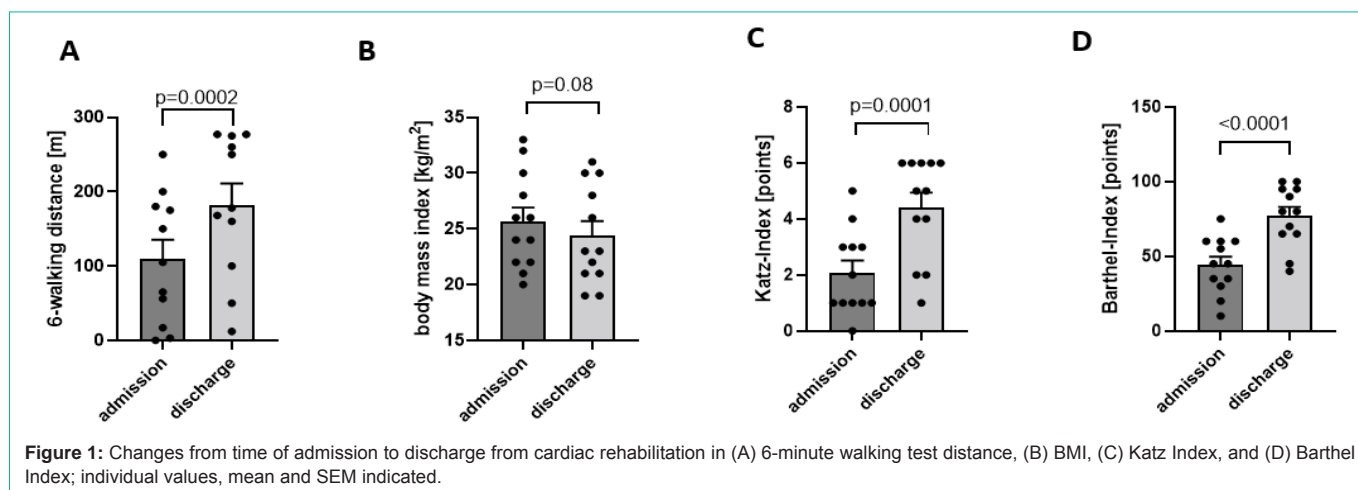 A
p=0.0002
6-walking distance [m]
300
200
100
0
admission
discharge
B
p=0.08
body mass index [kg/m²]
35
30
25
20
15
admission
discharge
C
p=0.0001
Katz-Index [points]
8
6
4
2
0
admission
discharge
D
<0.0001
Barthel-Index [points]
150
100
50
0
admission
discharge
Figure 1: Changes from time of admission to discharge from cardiac rehabilitation in (A) 6-minute walking test distance, (B) BMI, (C) Katz Index, and (D) Barthel
Index; individual values, mean and SEM indicated.